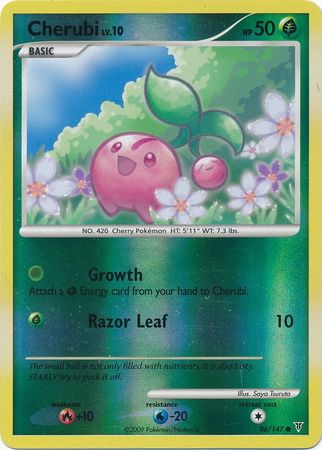 Cherubi LV.10 HP 50
BASIC
NO. 420 Cherry Pokémon HT: 5'11" WT: 7.3 lbs.
Growth
Attach a Energy card from your hand to Cherubi.
Razor Leaf 10
The small ball is not only filled with nutrients, it is also tasty.
STARLY try to peck it off.
Illus. Saya Tsuruta
weakness resistance retreat cost
+10 -20
©2009 Pokémon/Nintendo 96/147